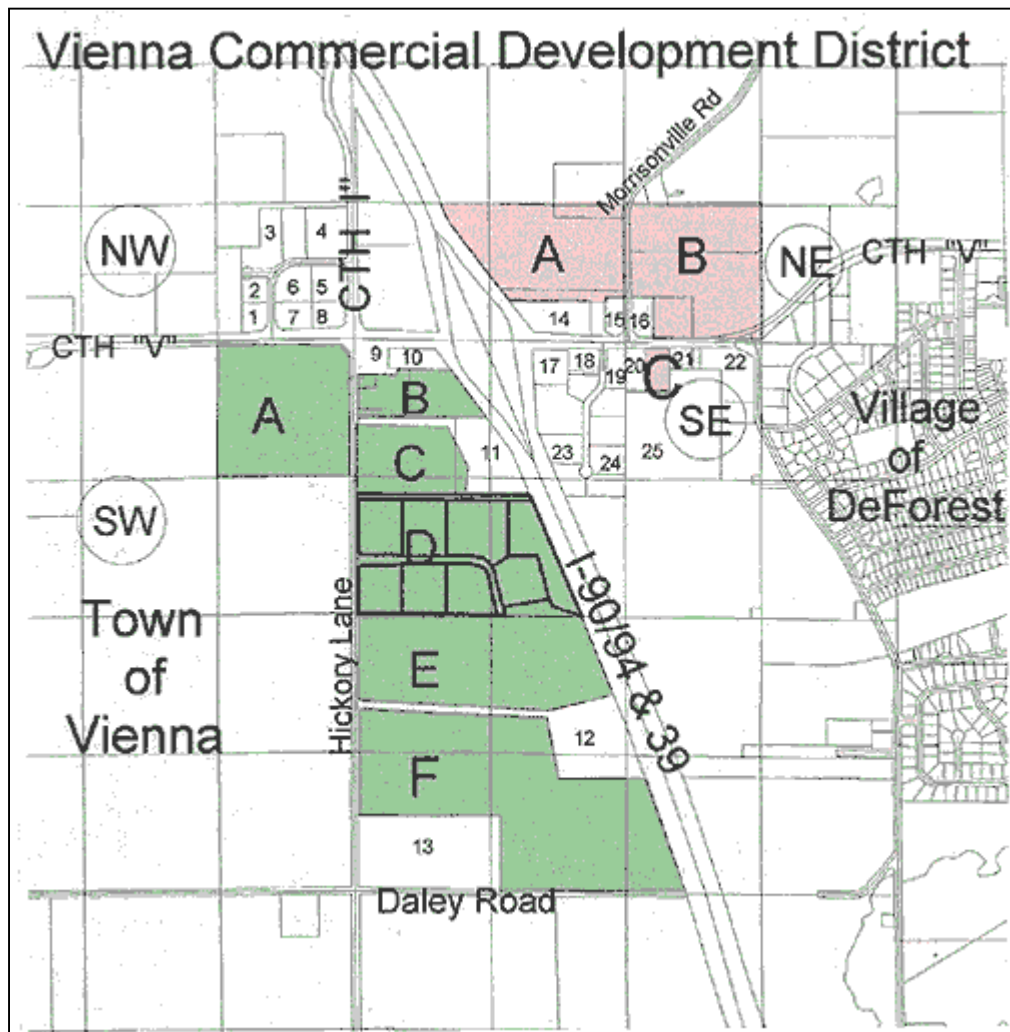 Vienna Commercial Development District
Morrisonville Rd
NW
3
4
CTH "I"
A
B
NE
CTH "V"
2
6
5
1
7
8
14
15
16
CTH "V"
9
10
17
18
19
20
21
22
C
A
B
SE
Village
of
DeForest
C
11
23
24
25
SW
D
I-90/94 & 39
Town
of
Vienna
Hickory Lane
E
12
F
13
Daley Road